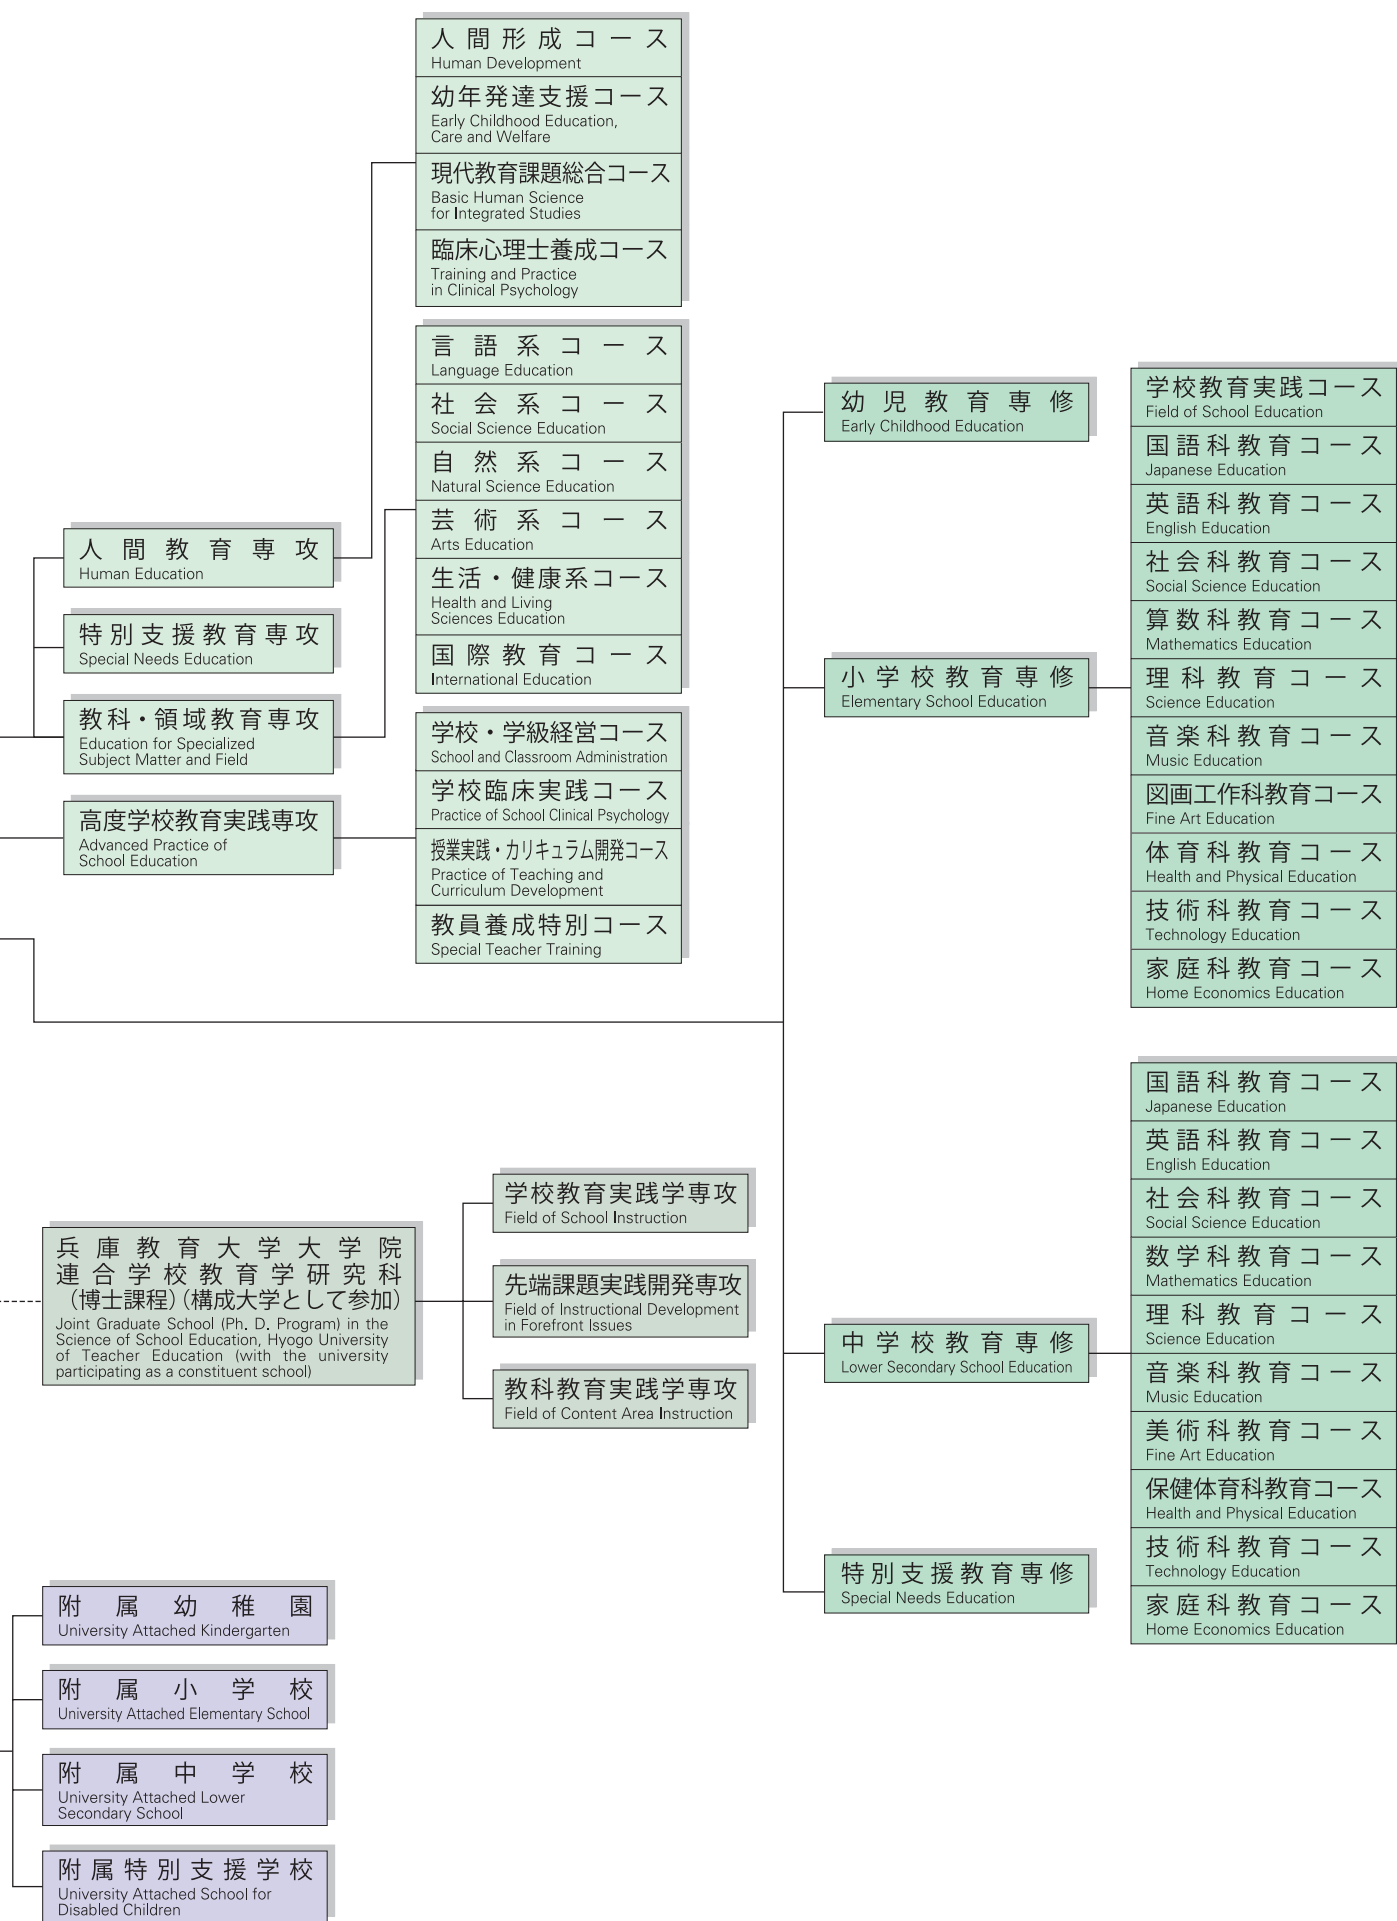 人間形成コース
Human Development
幼年発達支援コース
Early Childhood Education,
Care and Welfare
現代教育課題総合コース
Basic Human Science
for Integrated Studies
臨床心理士養成コース
Training and Practice
in Clinical Psychology
言語系コース
Language Education
社会系コース
Social Science Education
自然系コース
Natural Science Education
芸術系コース
Arts Education
生活・健康系コース
Health and Living
Sciences Education
国際教育コース
International Education
人間教育専攻
Human Education
特別支援教育専攻
Special Needs Education
教科・領域教育専攻
Education for Specialized
Subject Matter and Field
高度学校教育実践専攻
Advanced Practice of
School Education
学校・学級経営コース
School and Classroom Administration
学校臨床実践コース
Practice of School Clinical Psychology
授業実践・カリキュラム開発コース
Practice of Teaching and
Curriculum Development
教員養成特別コース
Special Teacher Training
幼児教育専修
Early Childhood Education
小学校教育専修
Elementary School Education
学校教育実践コース
Field of School Education
国語科教育コース
Japanese Education
英語科教育コース
English Education
社会科教育コース
Social Science Education
算数科教育コース
Mathematics Education
理科教育コース
Science Education
音楽科教育コース
Music Education
図画工作科教育コース
Fine Art Education
体育科教育コース
Health and Physical Education
技術科教育コース
Technology Education
家庭科教育コース
Home Economics Education
中学校教育専修
Lower Secondary School Education
国語科教育コース
Japanese Education
英語科教育コース
English Education
社会科教育コース
Social Science Education
数学科教育コース
Mathematics Education
理科教育コース
Science Education
音楽科教育コース
Music Education
美術科教育コース
Fine Art Education
保健体育科教育コース
Health and Physical Education
技術科教育コース
Technology Education
家庭科教育コース
Home Economics Education
特別支援教育専修
Special Needs Education
兵庫教育大学大学院
連合学校教育学研究科
（博士課程）（構成大学として参加）
Joint Graduate School (Ph. D. Program) in the
Science of School Education, Hyogo University
of Teacher Education (with the university
participating as a constituent school)
学校教育実践学専攻
Field of School Instruction
先端課題実践開発専攻
Field of Instructional Development
in Forefront Issues
教科教育実践学専攻
Field of Content Area Instruction
附属幼稚園
University Attached Kindergarten
附属小学校
University Attached Elementary School
附属中学校
University Attached Lower
Secondary School
附属特別支援学校
University Attached School for
Disabled Children